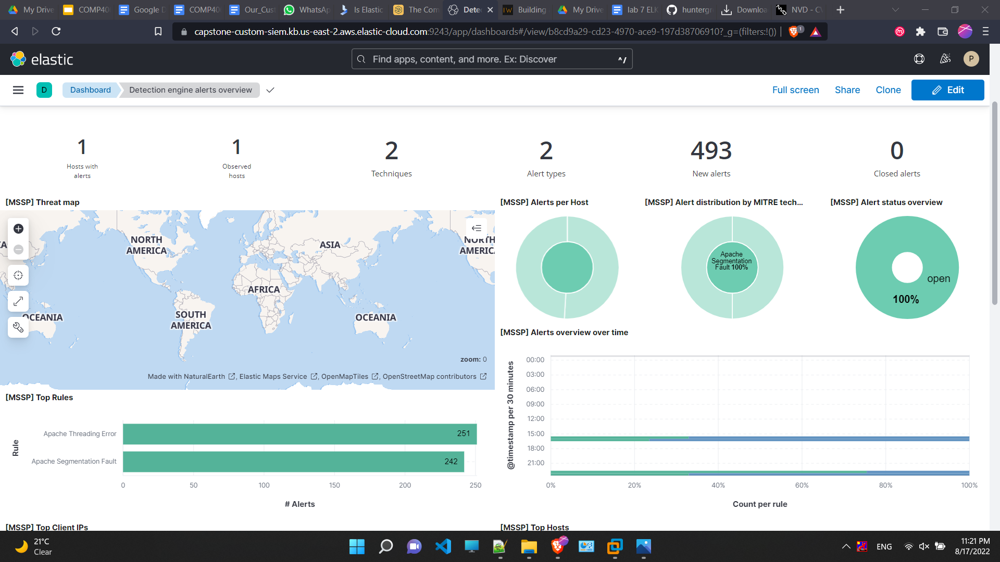 My Drive
COMP40
Google D
COMP40
Our_Cust
WhatsAp
Is Elastic
The Com
Dete
Building
My Drive
lab 7 ELK
huntergr
Downloa
NVD - CV
capstone-custom-siem.kb.us-east-2.aws.elastic-cloud.com:9243/app/dashboards#/view/b8cd9a29-cd23-4970-ace9-197d38706910?_g=(filters:!())
1
elastic
Find apps, content, and more. Ex: Discover
^/
P
D
Dashboard
Detection engine alerts overview
Full screen
Share
Clone
Edit
1
Hosts with
alerts
1
Observed
hosts
2
Techniques
2
Alert types
493
New alerts
0
Closed alerts
[MSSP] Threat map
NORTH
AMERICA
ASIA
NORTH
AMERIC
AFRICA
SOUTH
AMERICA
OCEANIA
OCEANIA
zoom: 0
Made with NaturalEarth , Elastic Maps Service , OpenMapTiles , OpenStreetMap contributors
[MSSP] Alerts per Host
[MSSP] Alert distribution by MITRE tech...
Apache
Segmentation
Fault 100%
[MSSP] Alert status overview
open
100%
[MSSP] Top Rules
Rule
Apache Threading Error
251
Apache Segmentation Fault
242
0
50
100
150
200
250
# Alerts
[MSSP] Alerts overview over time
@timestamp per 30 minutes
00:00
03:00
06:00
09:00
12:00
15:00
18:00
21:00
0%
20%
40%
60%
80%
100%
Count per rule
[MSSP] Top Client IPs
[MSSP] Top Hosts
21°C
Clear
ENG
11:21 PM
8/17/2022